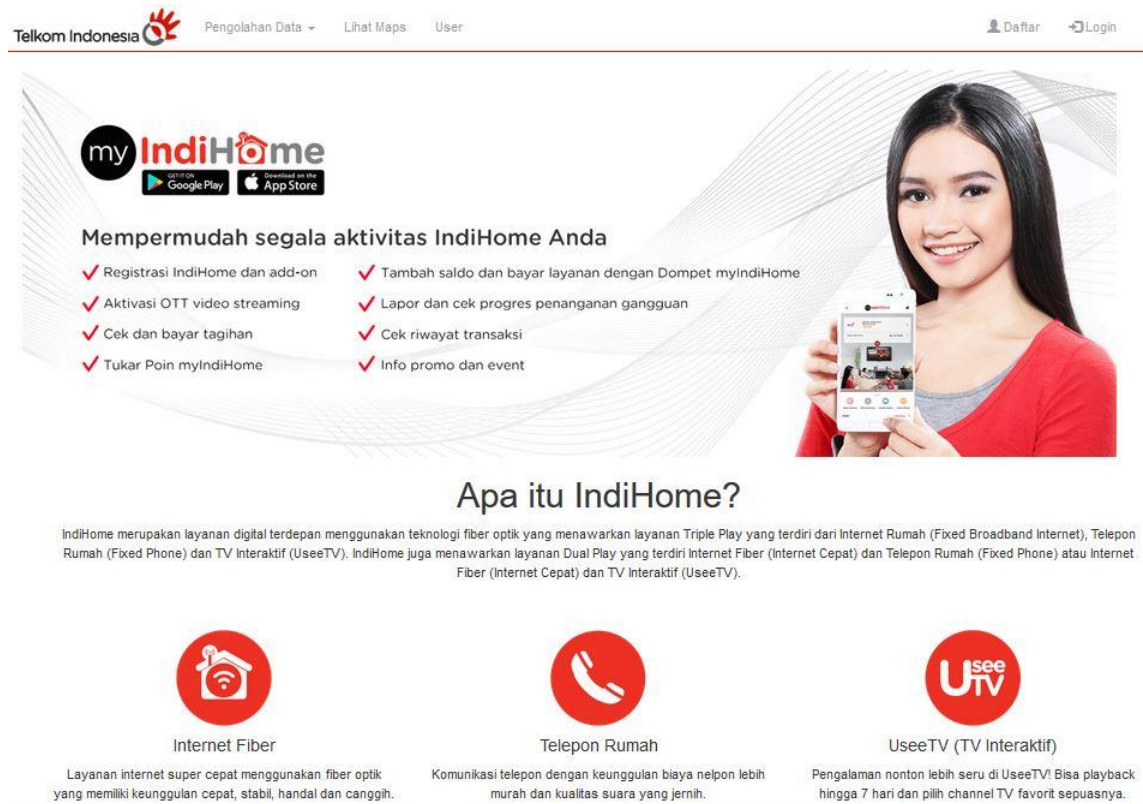 Telkom Indonesia Pengolahan Data Lihat Maps User Daftar Login
my IndiHome
GET IT ON Google Play Download on the App Store
Mempermudah segala aktivitas IndiHome Anda
Registrasi IndiHome dan add-on
Aktivasi OTT video streaming
Cek dan bayar tagihan
Tukar Poin myIndiHome
Tambah saldo dan bayar layanan dengan Dompet myIndiHome
Lapor dan cek progres penanganan gangguan
Cek riwayat transaksi
Info promo dan event
Apa itu IndiHome?
IndiHome merupakan layanan digital terdepan menggunakan teknologi fiber optik yang menawarkan layanan Triple Play yang terdiri dari Internet Rumah (Fixed Broadband Internet), Telepon
Rumah (Fixed Phone) dan TV Interaktif (UseeTV). IndiHome juga menawarkan layanan Dual Play yang terdiri Internet Fiber (Internet Cepat) dan Telepon Rumah (Fixed Phone) atau Internet
Fiber (Internet Cepat) dan TV Interaktif (UseeTV).
Internet Fiber
Layanan internet super cepat menggunakan fiber optik
yang memiliki keunggulan cepat, stabil, handal dan canggih.
Telepon Rumah
Komunikasi telepon dengan keunggulan biaya nelpon lebih
murah dan kualitas suara yang jernih.
UseeTV
UseeTV (TV Interaktif)
Pengalaman nonton lebih seru di UseeTV! Bisa playback
hingga 7 hari dan pilih channel TV favorit sepuasnya.